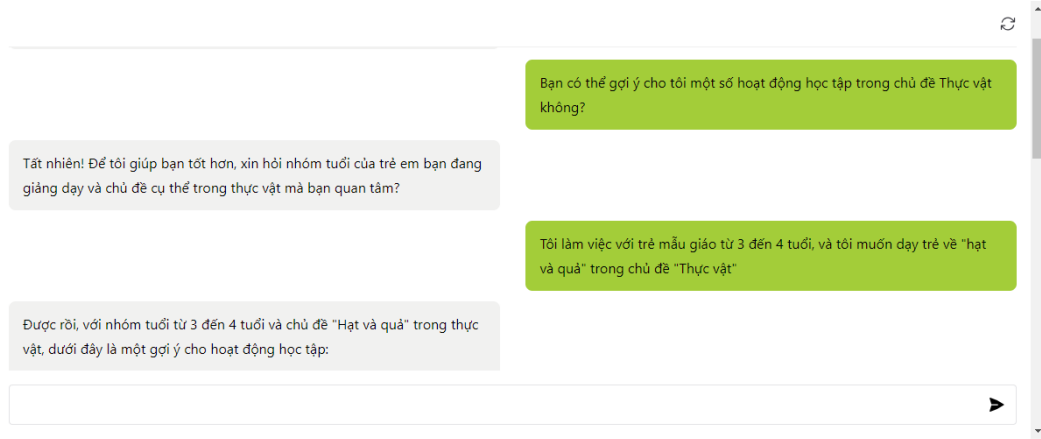 Bạn có thể gợi ý cho tôi một số hoạt động học tập trong chủ đề Thực vật
không?
Tất nhiên! Để tôi giúp bạn tốt hơn, xin hỏi nhóm tuổi của trẻ em bạn đang
giảng dạy và chủ đề cụ thể trong thực vật mà bạn quan tâm?
Tôi làm việc với trẻ mẫu giáo từ 3 đến 4 tuổi, và tôi muốn dạy trẻ về "hạt
và quả" trong chủ đề "Thực vật"
Được rồi, với nhóm tuổi từ 3 đến 4 tuổi và chủ đề "Hạt và quả" trong thực
vật, dưới đây là một gợi ý cho hoạt động học tập: